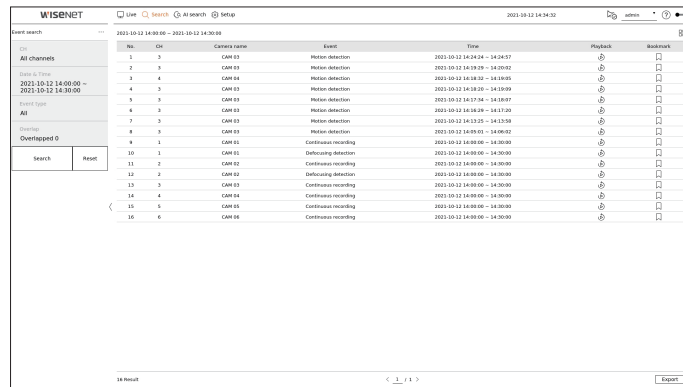 WISENET
Live Search AI search Setup 2021-10-12 14:34:32 admin
Event search
2021-10-12 14:00:00 ~ 2021-10-12 14:30:00
CH
All channels
Date & Time
2021-10-12 14:00:00 ~
2021-10-12 14:30:00
Event type
All
Overlap
Overlapped 0
Search Reset
No. CH Camera name Event Time Playback Bookmark
1 3 CAM 03 Motion detection 2021-10-12 14:24:24 ~ 14:24:57
2 3 CAM 03 Motion detection 2021-10-12 14:19:29 ~ 14:20:02
3 4 CAM 04 Motion detection 2021-10-12 14:18:32 ~ 14:19:05
4 3 CAM 03 Motion detection 2021-10-12 14:18:20 ~ 14:19:09
5 3 CAM 03 Motion detection 2021-10-12 14:17:34 ~ 14:18:07
6 3 CAM 03 Motion detection 2021-10-12 14:16:29 ~ 14:17:20
7 3 CAM 03 Motion detection 2021-10-12 14:13:25 ~ 14:13:58
8 3 CAM 03 Motion detection 2021-10-12 14:05:01 ~ 14:06:02
9 1 CAM 01 Continuous recording 2021-10-12 14:00:00 ~ 14:30:00
10 1 CAM 01 Defocusing detection 2021-10-12 14:00:00 ~ 14:30:00
11 2 CAM 02 Continuous recording 2021-10-12 14:00:00 ~ 14:30:00
12 2 CAM 02 Defocusing detection 2021-10-12 14:00:00 ~ 14:30:00
13 3 CAM 03 Continuous recording 2021-10-12 14:00:00 ~ 14:30:00
14 4 CAM 04 Continuous recording 2021-10-12 14:00:00 ~ 14:30:00
15 5 CAM 05 Continuous recording 2021-10-12 14:00:00 ~ 14:30:00
16 6 CAM 06 Continuous recording 2021-10-12 14:00:00 ~ 14:30:00
16 Result < 1 / 1 > Export